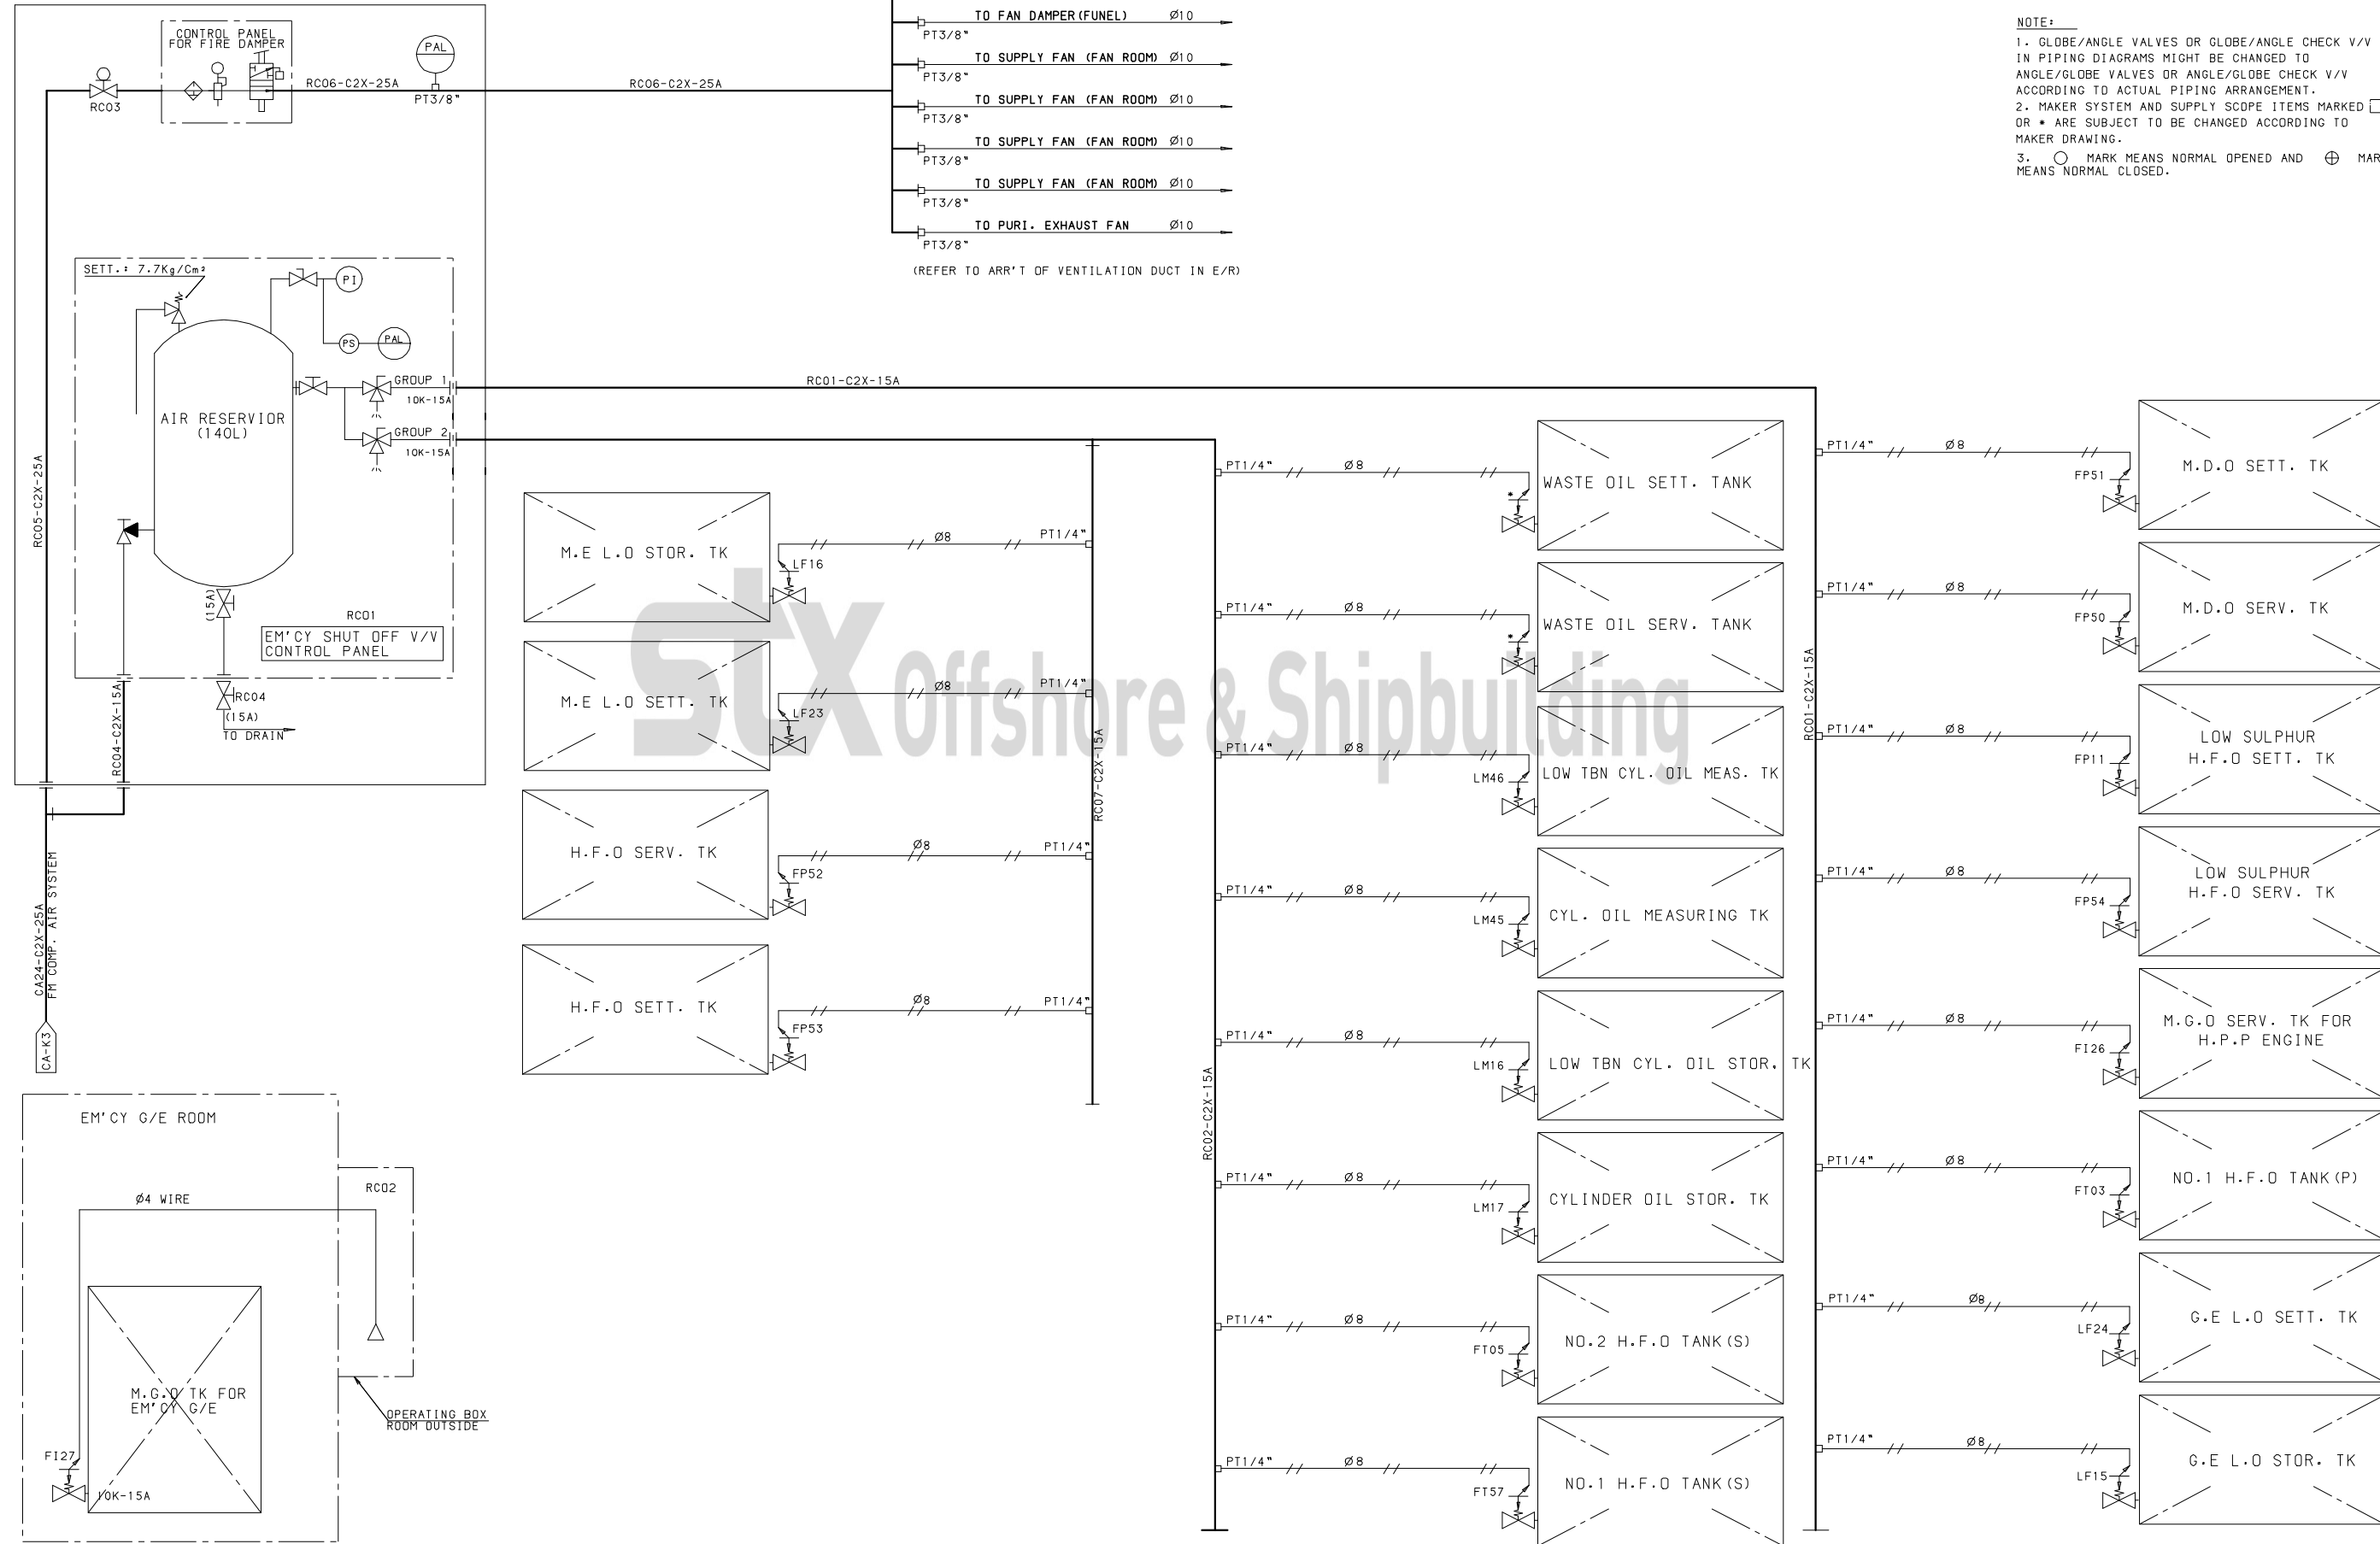 CONTROL PANEL
FOR FIRE DAMPER
RC03
RC06-C2X-25A
PAL
PT3/8"
RC06-C2X-25A
TO FAN DAMPER(FUNEL) Ø10
PT3/8"
TO SUPPLY FAN (FAN ROOM) Ø10
PT3/8"
TO SUPPLY FAN (FAN ROOM) Ø10
PT3/8"
TO SUPPLY FAN (FAN ROOM) Ø10
PT3/8"
TO SUPPLY FAN (FAN ROOM) Ø10
PT3/8"
TO PURI. EXHAUST FAN Ø10
PT3/8"
(REFER TO ARR'T OF VENTILATION DUCT IN E/R)
NOTE:
1. GLOBE/ANGLE VALVES OR GLOBE/ANGLE CHECK V/V
IN PIPING DIAGRAMS MIGHT BE CHANGED TO
ANGLE/GLOBE VALVES OR ANGLE/GLOBE CHECK V/V
ACCORDING TO ACTUAL PIPING ARRANGEMENT.
2. MAKER SYSTEM AND SUPPLY SCOPE ITEMS MARKED
OR * ARE SUBJECT TO BE CHANGED ACCORDING TO
MAKER DRAWING.
3. MARK MEANS NORMAL OPENED AND MAR
MEANS NORMAL CLOSED.
SETT.: 7.7Kg/Cm²
PI
PS
PAL
GROUP 1
10K-15A
GROUP 2
10K-15A
AIR RESERVIOR
(140L)
(15A)
RC01
EM'CY SHUT OFF V/V
CONTROL PANEL
RC04
(15A)
TO DRAIN
RC05-C2X-25A
RC04-C2X-15A
CA24-C2X-25A
FM COMP. AIR SYSTEM
CA-K3
RC01-C2X-15A
M.E L.O STOR. TK
LF16
Ø8
PT1/4"
M.E L.O SETT. TK
LF23
Ø8
PT1/4"
H.F.O SERV. TK
FP52
Ø8
PT1/4"
H.F.O SETT. TK
FP53
Ø8
PT1/4"
RC07-C2X-15A
stx Offshore & Shipbuilding
RC02-C2X-15A
PT1/4" Ø8
*
WASTE OIL SETT. TANK
PT1/4" Ø8
*
WASTE OIL SERV. TANK
PT1/4" Ø8
LM46
LOW TBN CYL. OIL MEAS. TK
PT1/4" Ø8
LM45
CYL. OIL MEASURING TK
PT1/4" Ø8
LM16
LOW TBN CYL. OIL STOR. TK
PT1/4" Ø8
LM17
CYLINDER OIL STOR. TK
PT1/4" Ø8
FT05
NO.2 H.F.O TANK(S)
PT1/4" Ø8
FT57
NO.1 H.F.O TANK(S)
RC01-C2X-15A
PT1/4" Ø8
FP51
M.D.O SETT. TK
PT1/4" Ø8
FP50
M.D.O SERV. TK
PT1/4" Ø8
FP11
LOW SULPHUR
H.F.O SETT. TK
PT1/4" Ø8
FP54
LOW SULPHUR
H.F.O SERV. TK
PT1/4" Ø8
FI26
M.G.O SERV. TK FOR
H.P.P ENGINE
PT1/4" Ø8
FT03
NO.1 H.F.O TANK(P)
PT1/4" Ø8
LF24
G.E L.O SETT. TK
PT1/4" Ø8
LF15
G.E L.O STOR. TK
EM'CY G/E ROOM
Ø4 WIRE
RC02
M.G.O TK FOR
EM'CY G/E
FI27
10K-15A
OPERATING BOX
ROOM OUTSIDE